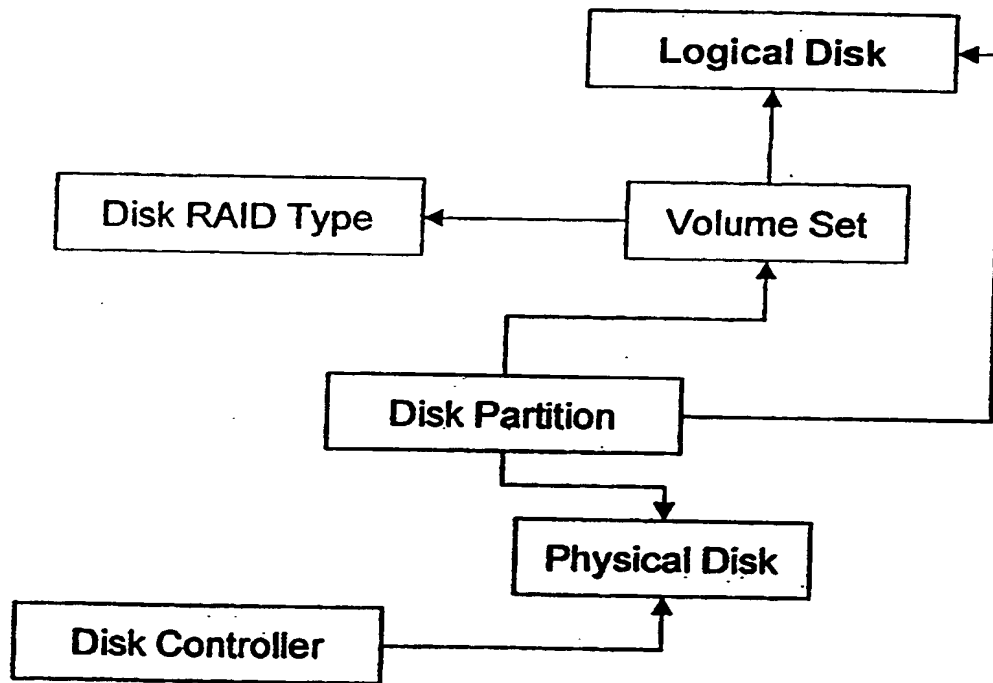 Logical Disk
Disk RAID Type
Volume Set
Disk Partition
Physical Disk
Disk Controller